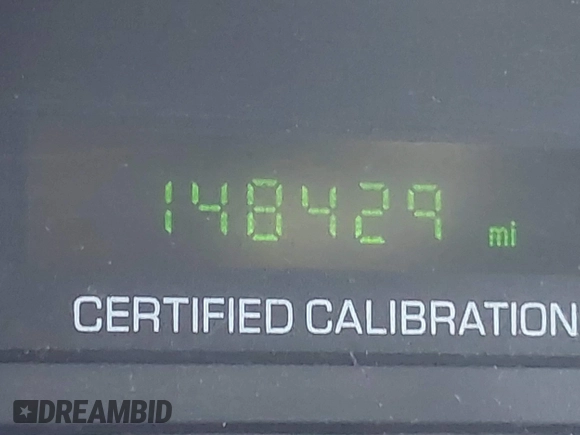 148429 mi
CERTIFIED CALIBRATION
DREAMBID